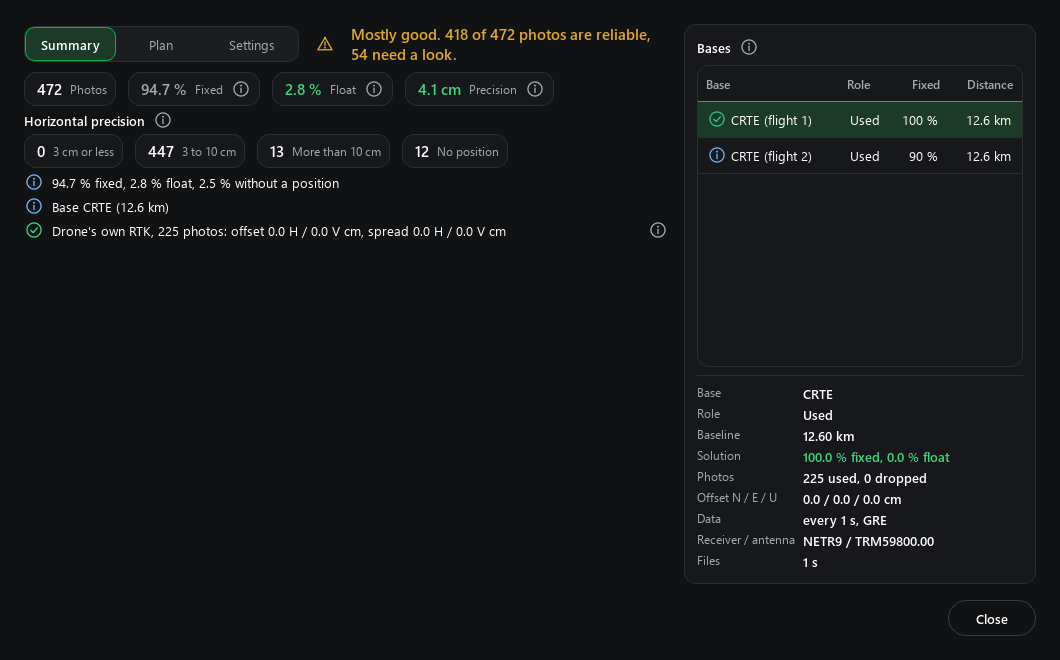 Summary
Plan
Settings
Mostly good. 418 of 472 photos are reliable,
54 need a look.
472 Photos
94.7 % Fixed
2.8 % Float
4.1 cm Precision
Horizontal precision
0 3 cm or less
447 3 to 10 cm
13 More than 10 cm
12 No position
94.7 % fixed, 2.8 % float, 2.5 % without a position
Base CRTE (12.6 km)
Drone's own RTK, 225 photos: offset 0.0 H / 0.0 V cm, spread 0.0 H / 0.0 V cm
Bases
Base Role Fixed Distance
CRTE (flight 1) Used 100 % 12.6 km
CRTE (flight 2) Used 90 % 12.6 km
Base CRTE
Role Used
Baseline 12.60 km
Solution 100.0 % fixed, 0.0 % float
Photos 225 used, 0 dropped
Offset N / E / U 0.0 / 0.0 / 0.0 cm
Data every 1 s, GRE
Receiver / antenna NETR9 / TRM59800.00
Files 1 s
Close